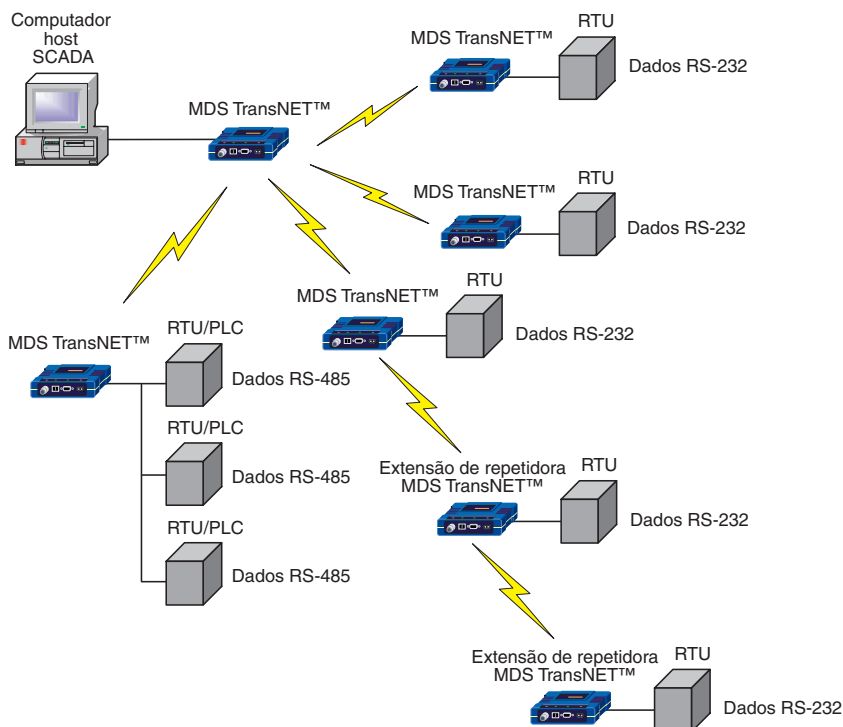 Computador
host
SCADA
MDS TransNET™
MDS TransNET™
RTU
Dados RS-232
MDS TransNET™
RTU
Dados RS-232
MDS TransNET™
RTU
Dados RS-232
MDS TransNET™
RTU/PLC
Dados RS-485
RTU/PLC
Dados RS-485
RTU/PLC
Dados RS-485
Extensão de repetidora
MDS TransNET™
RTU
Dados RS-232
Extensão de repetidora
MDS TransNET™
RTU
Dados RS-232